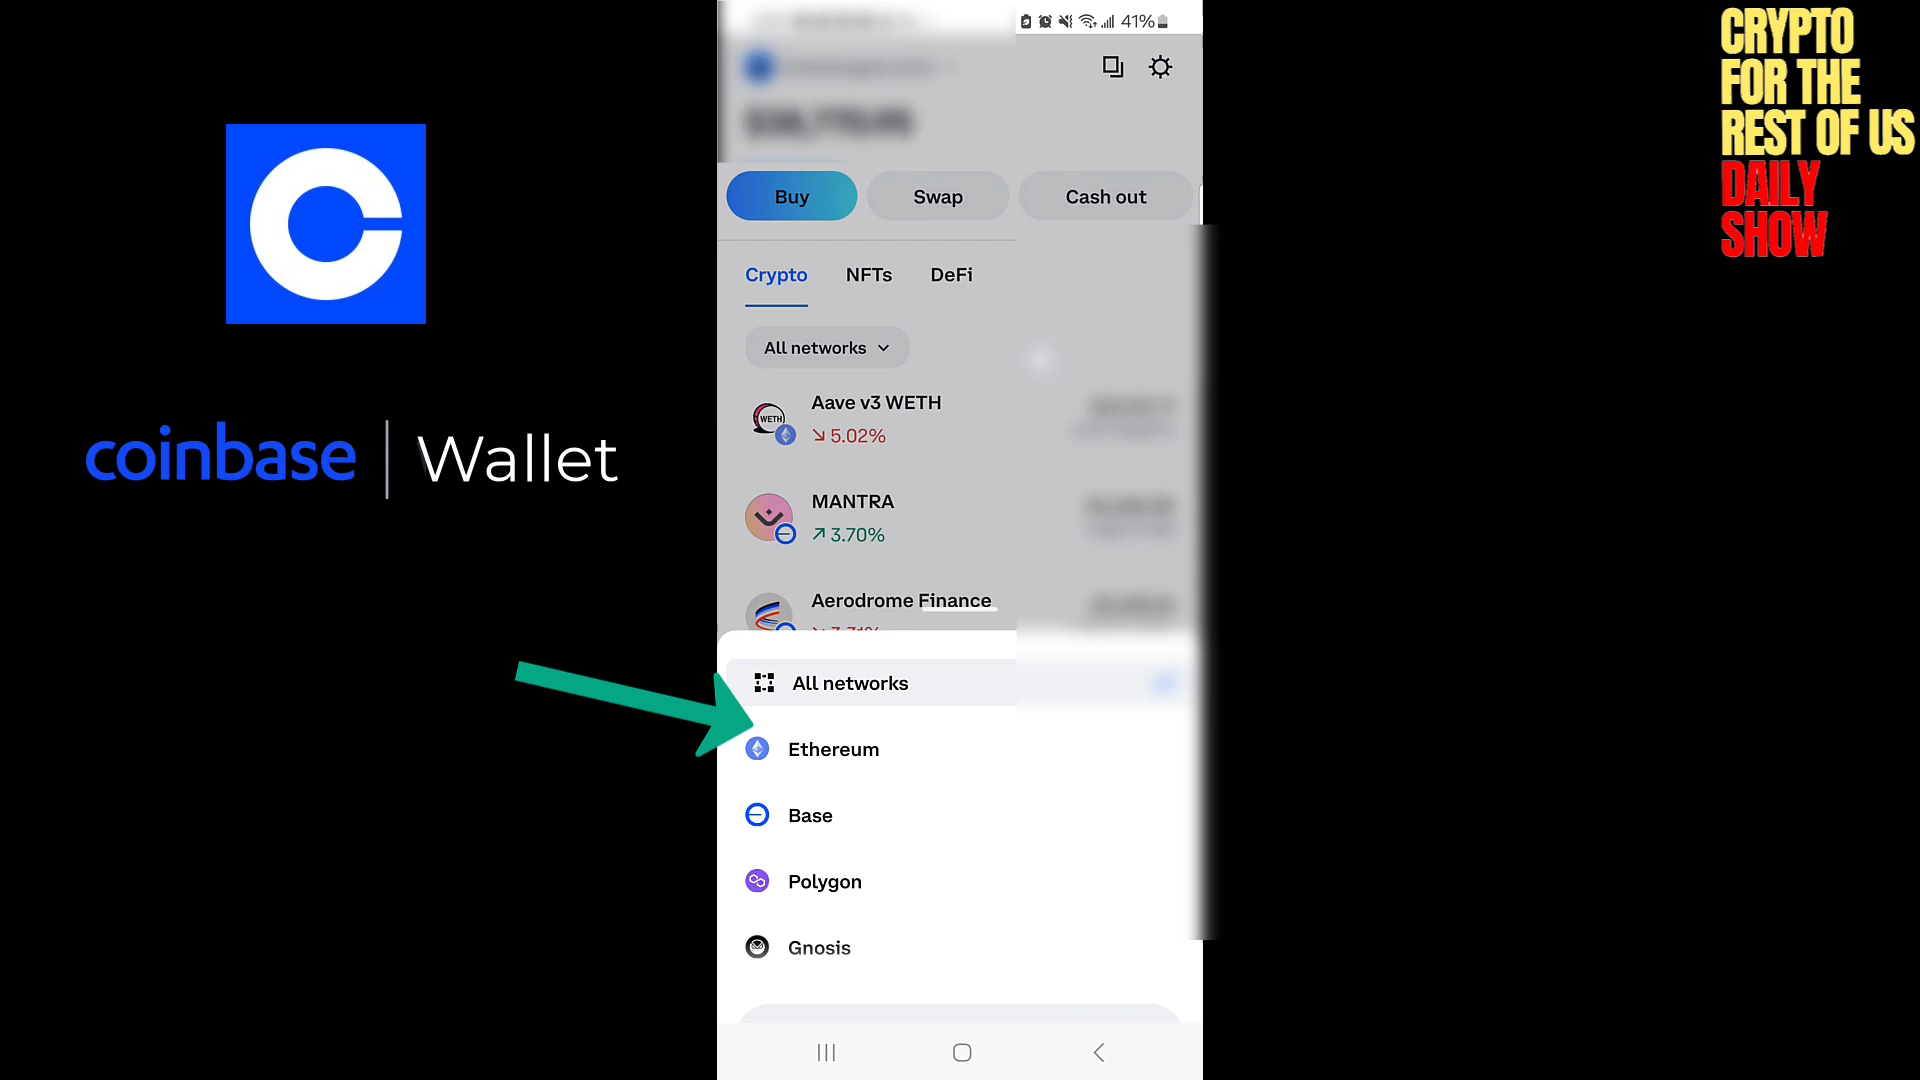 41%
CRYPTO
FOR THE
REST OF US
DAILY
SHOW
Buy
Swap
Cash out
Crypto
NFTs
DeFi
All networks
Aave v3 WETH
WETH
↘ 5.02%
MANTRA
↗ 3.70%
Aerodrome Finance
coinbase | Wallet
All networks
Ethereum
Base
Polygon
Gnosis